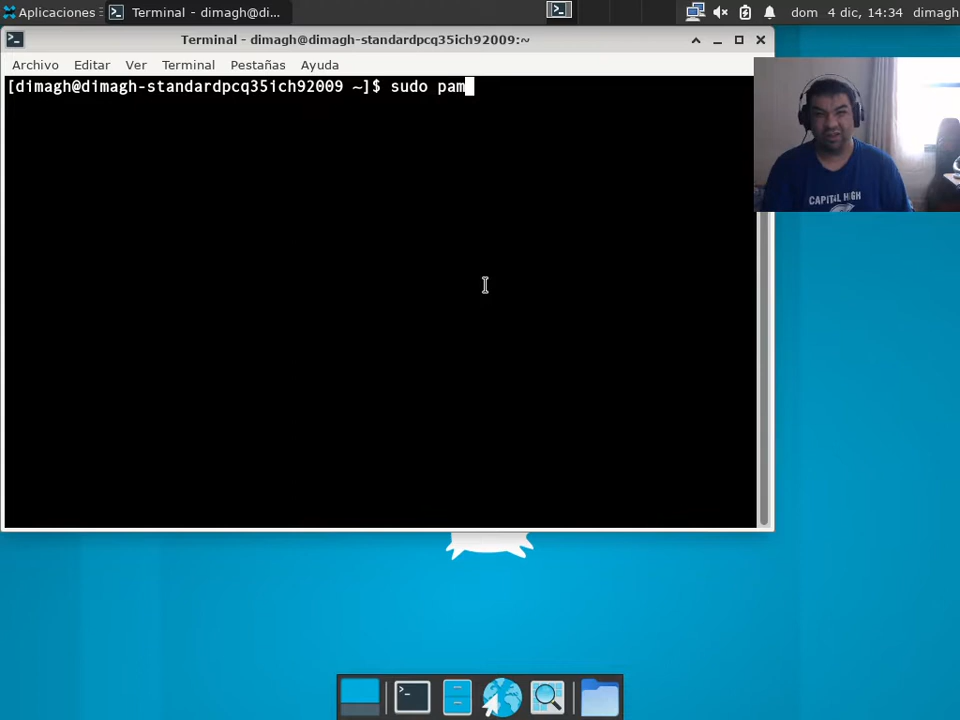 Aplicaciones
Terminal - dimagh@di...
dom 4 dic, 14:34
dimagh
Terminal - dimagh@dimagh-standardpcq35ich92009:~
Archivo Editar Ver Terminal Pestañas Ayuda
[dimagh@dimagh-standardpcq35ich92009 ~]$ sudo pam
CAPITAL HIGH